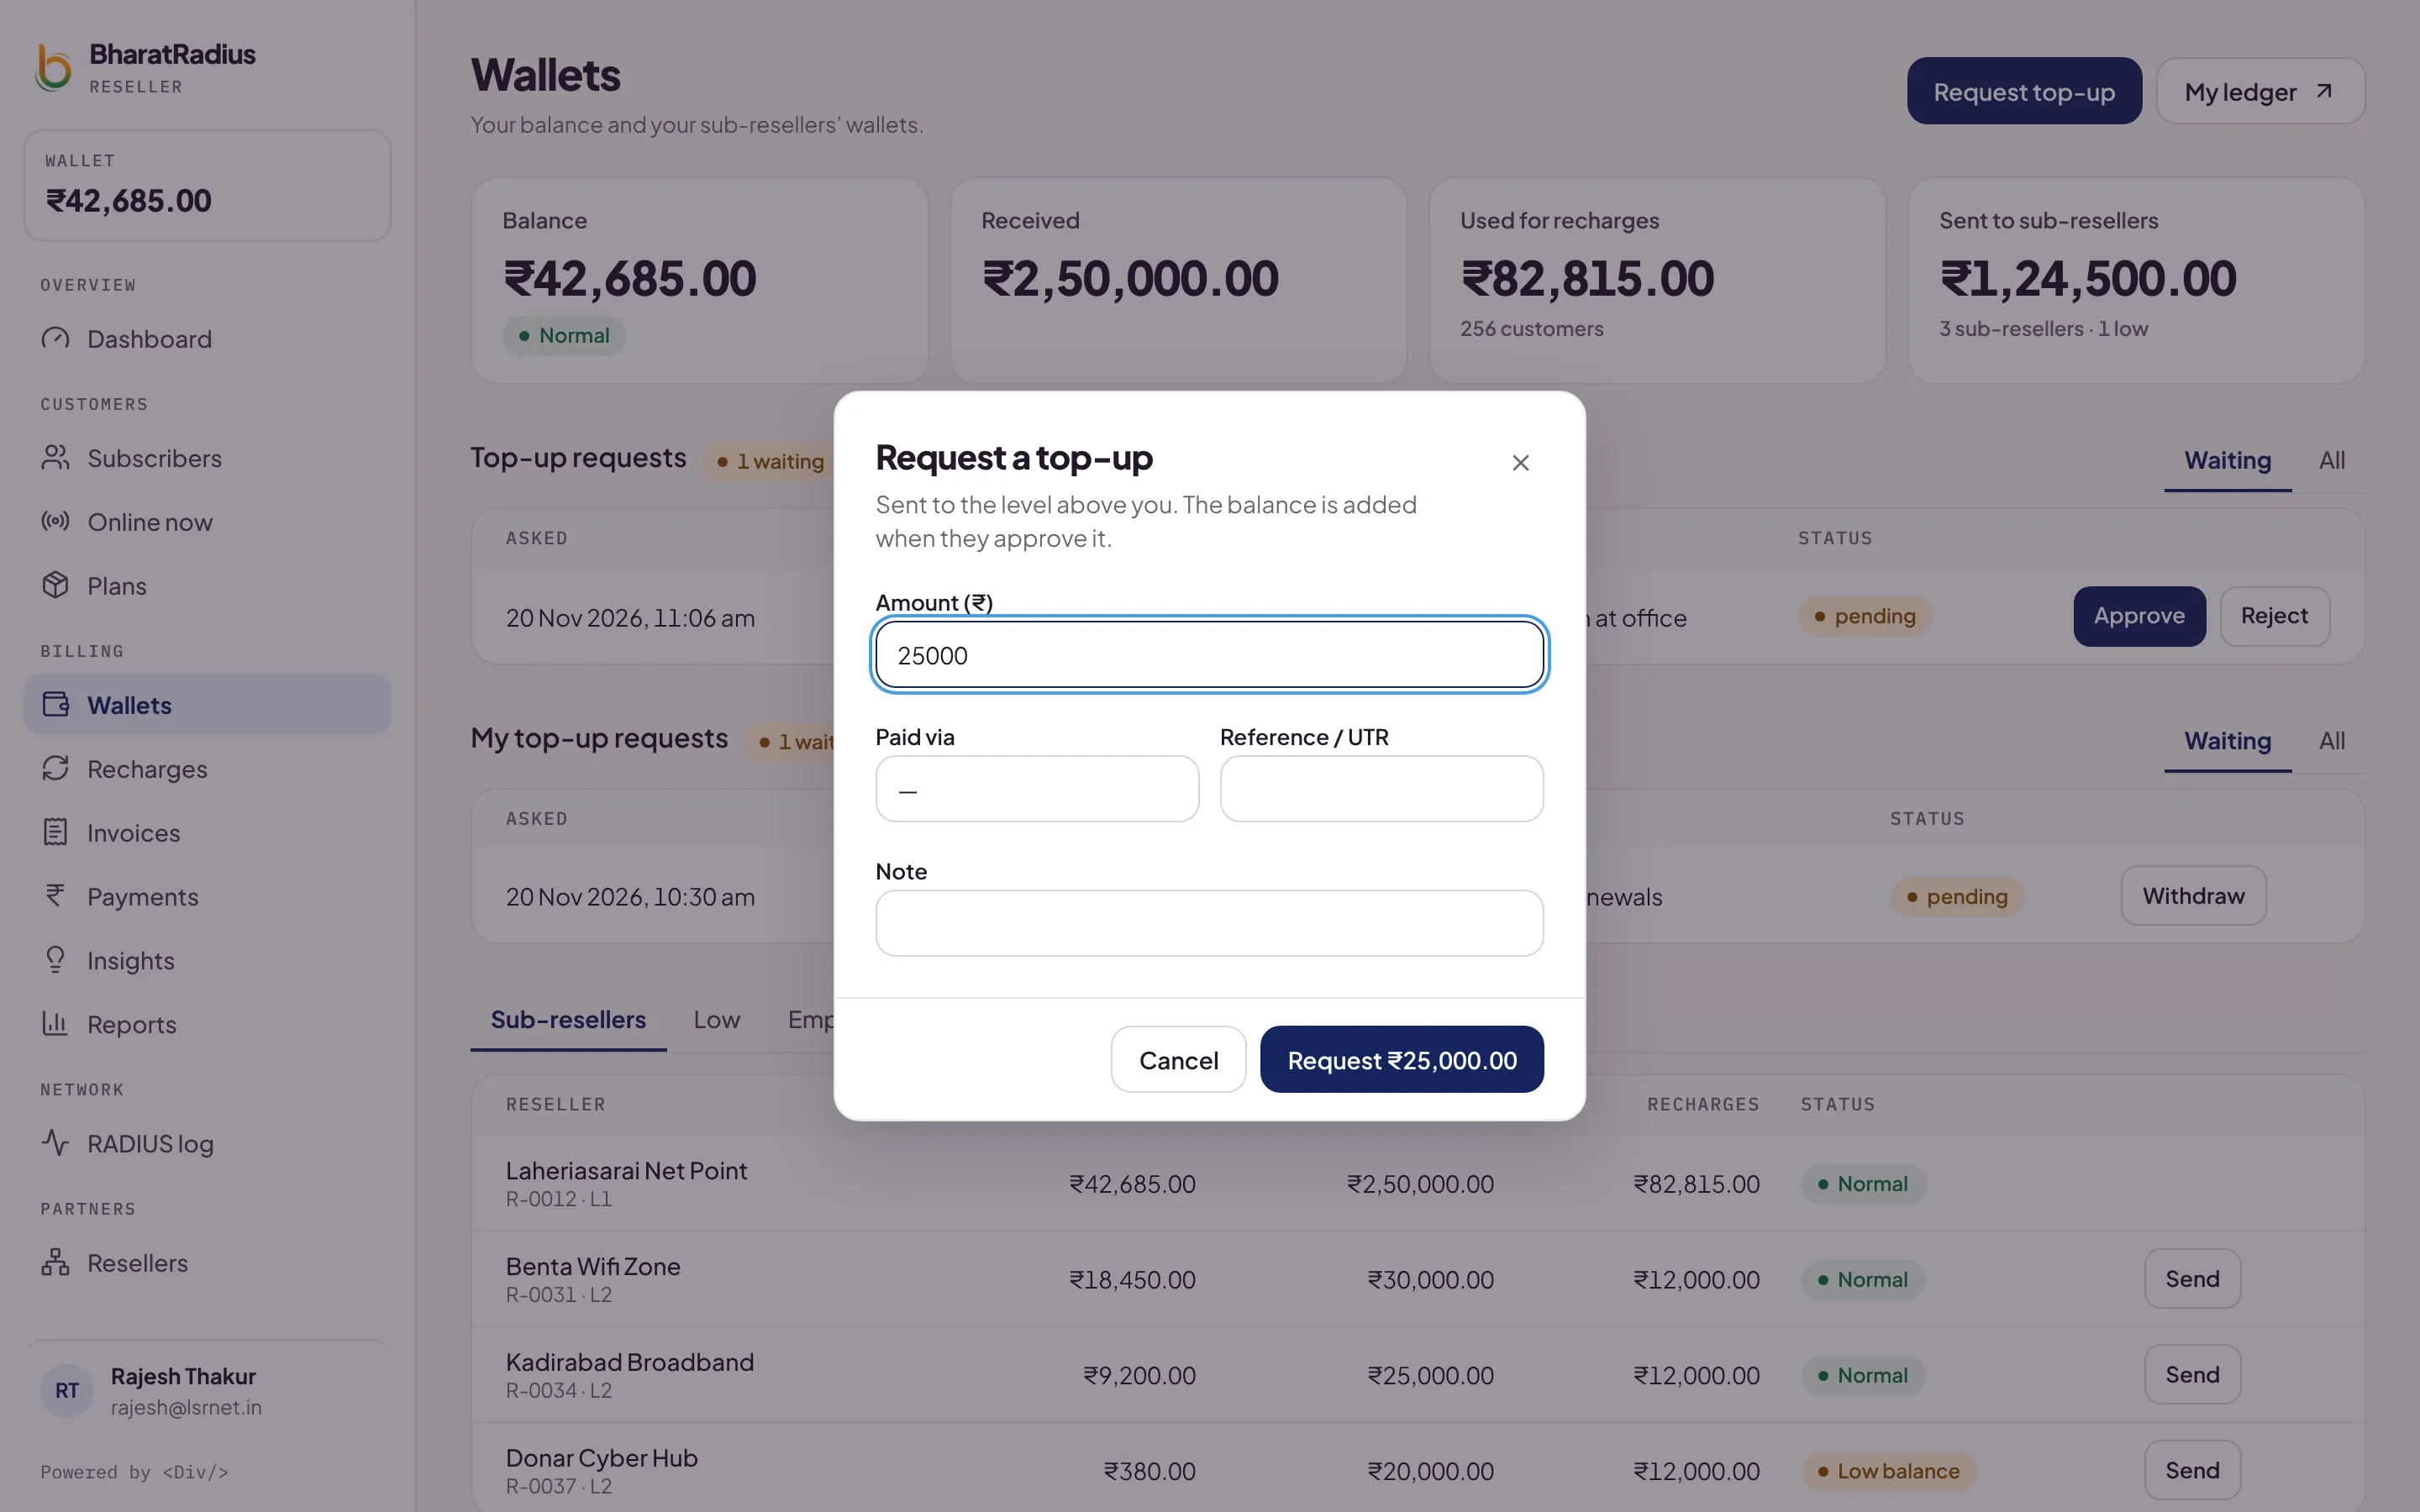 BharatRadius
RESELLER
WALLET
₹42,685.00
OVERVIEW
Dashboard
CUSTOMERS
Subscribers
Online now
Plans
BILLING
Wallets
Recharges
Invoices
Payments
Insights
Reports
NETWORK
RADIUS log
PARTNERS
Resellers
RT
Rajesh Thakur
rajesh@lsrnet.in
Powered by <Div/>
Wallets
Your balance and your sub-resellers’ wallets.
Request top-up
My ledger
Balance
₹42,685.00
Normal
Received
₹2,50,000.00
Used for recharges
₹82,815.00
256 customers
Sent to sub-resellers
₹1,24,500.00
3 sub-resellers · 1 low
Top-up requests
1 waiting
Waiting
All
ASKED
STATUS
20 Nov 2026, 11:06 am
at office
pending
Approve
Reject
My top-up requests
Waiting
All
ASKED
STATUS
20 Nov 2026, 10:30 am
pending
Withdraw
Sub-resellers
Low
RESELLER
RECHARGES
STATUS
Laheriasarai Net Point
R-0012 · L1
₹42,685.00
₹2,50,000.00
₹82,815.00
Normal
Benta Wifi Zone
R-0031 · L2
₹18,450.00
₹30,000.00
₹12,000.00
Normal
Send
Kadirabad Broadband
R-0034 · L2
₹9,200.00
₹25,000.00
₹12,000.00
Normal
Send
Donar Cyber Hub
R-0037 · L2
₹380.00
₹20,000.00
₹12,000.00
Low balance
Send
Request a top-up
Sent to the level above you. The balance is added
when they approve it.
Amount (₹)
25000
Paid via
—
Reference / UTR
Note
Cancel
Request ₹25,000.00